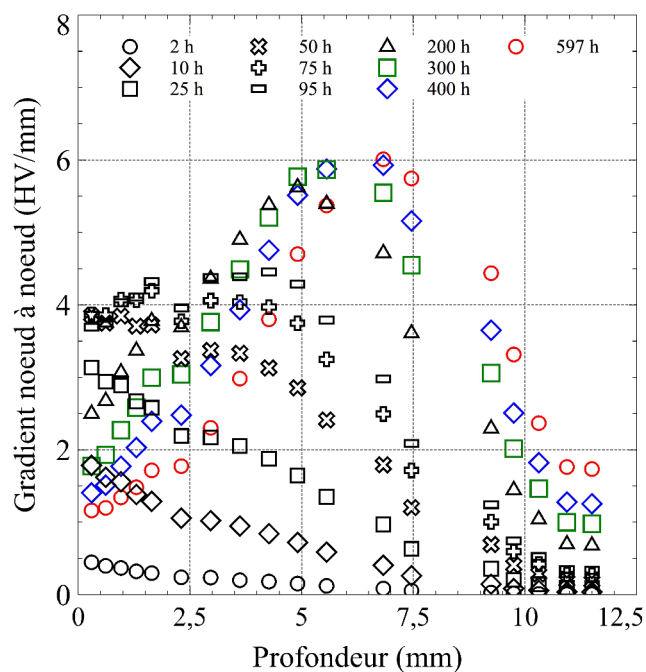 8
2 h 50 h 200 h 597 h
10 h 75 h 300 h
25 h 95 h 400 h
6
4
2
0
0 2,5 5 7,5 10 12,5
Gradient noeud à noeud (HV/mm)
Profondeur (mm)